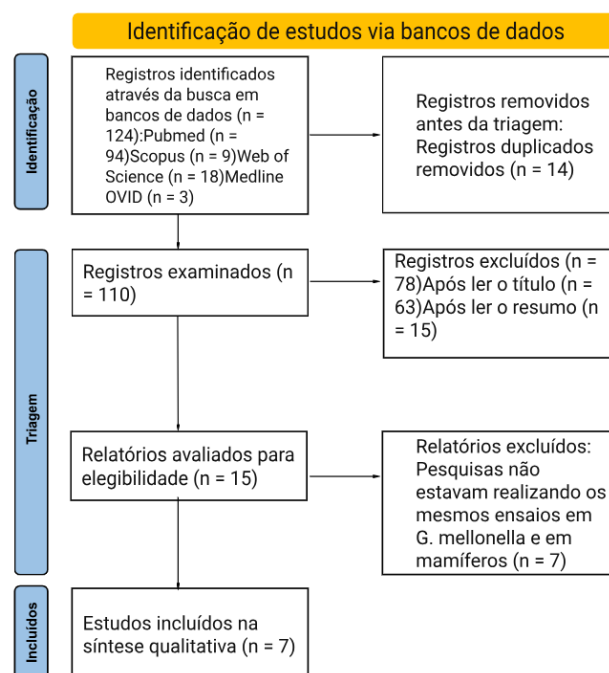 Identificação de estudos via bancos de dados
Identificação
Registros identificados
através da busca em
bancos de dados (n =
124):Pubmed (n =
94)Scopus (n = 9)Web of
Science (n = 18)Medline
OVID (n = 3)
Registros removidos
antes da triagem:
Registros duplicados
removidos (n = 14)
Triagem
Registros examinados (n
= 110)
Registros excluídos (n =
78)Após ler o título (n =
63)Após ler o resumo (n
= 15)
Relatórios avaliados para
elegibilidade (n = 15)
Relatórios excluídos:
Pesquisas não
estavam realizando os
mesmos ensaios em
G. mellonella e em
mamíferos (n = 7)
Incluídos
Estudos incluídos na
síntese qualitativa (n = 7)